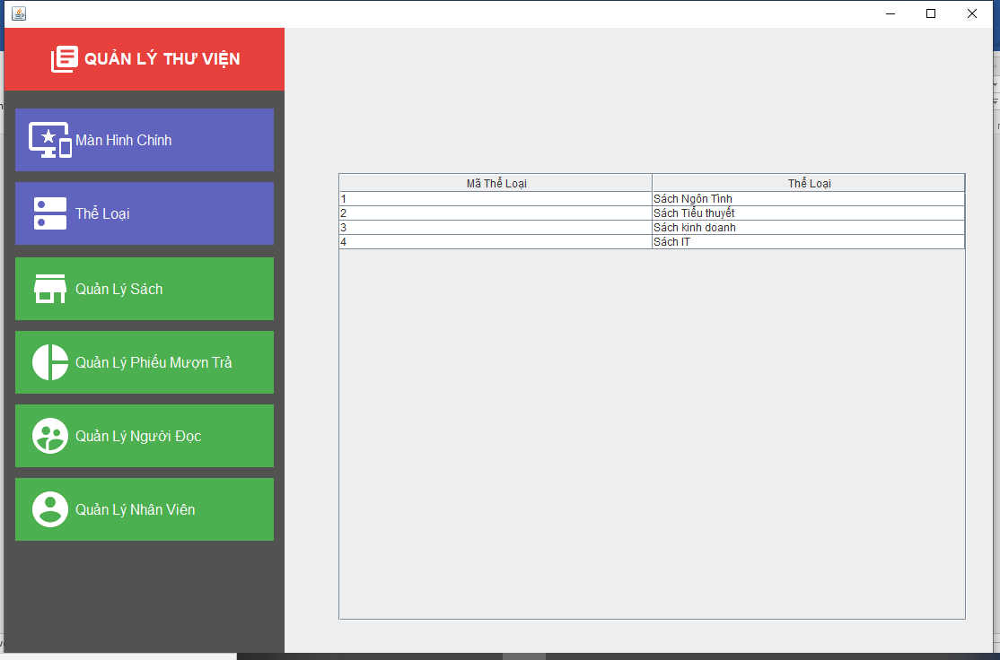 QUẢN LÝ THƯ VIỆN
Màn Hình Chính
Thể Loại
Quản Lý Sách
Quản Lý Phiếu Mượn Trả
Quản Lý Người Đọc
Quản Lý Nhân Viên
Mã Thể Loại Thể Loại
1 Sách Ngôn Tình
2 Sách Tiểu thuyết
3 Sách kinh doanh
4 Sách IT